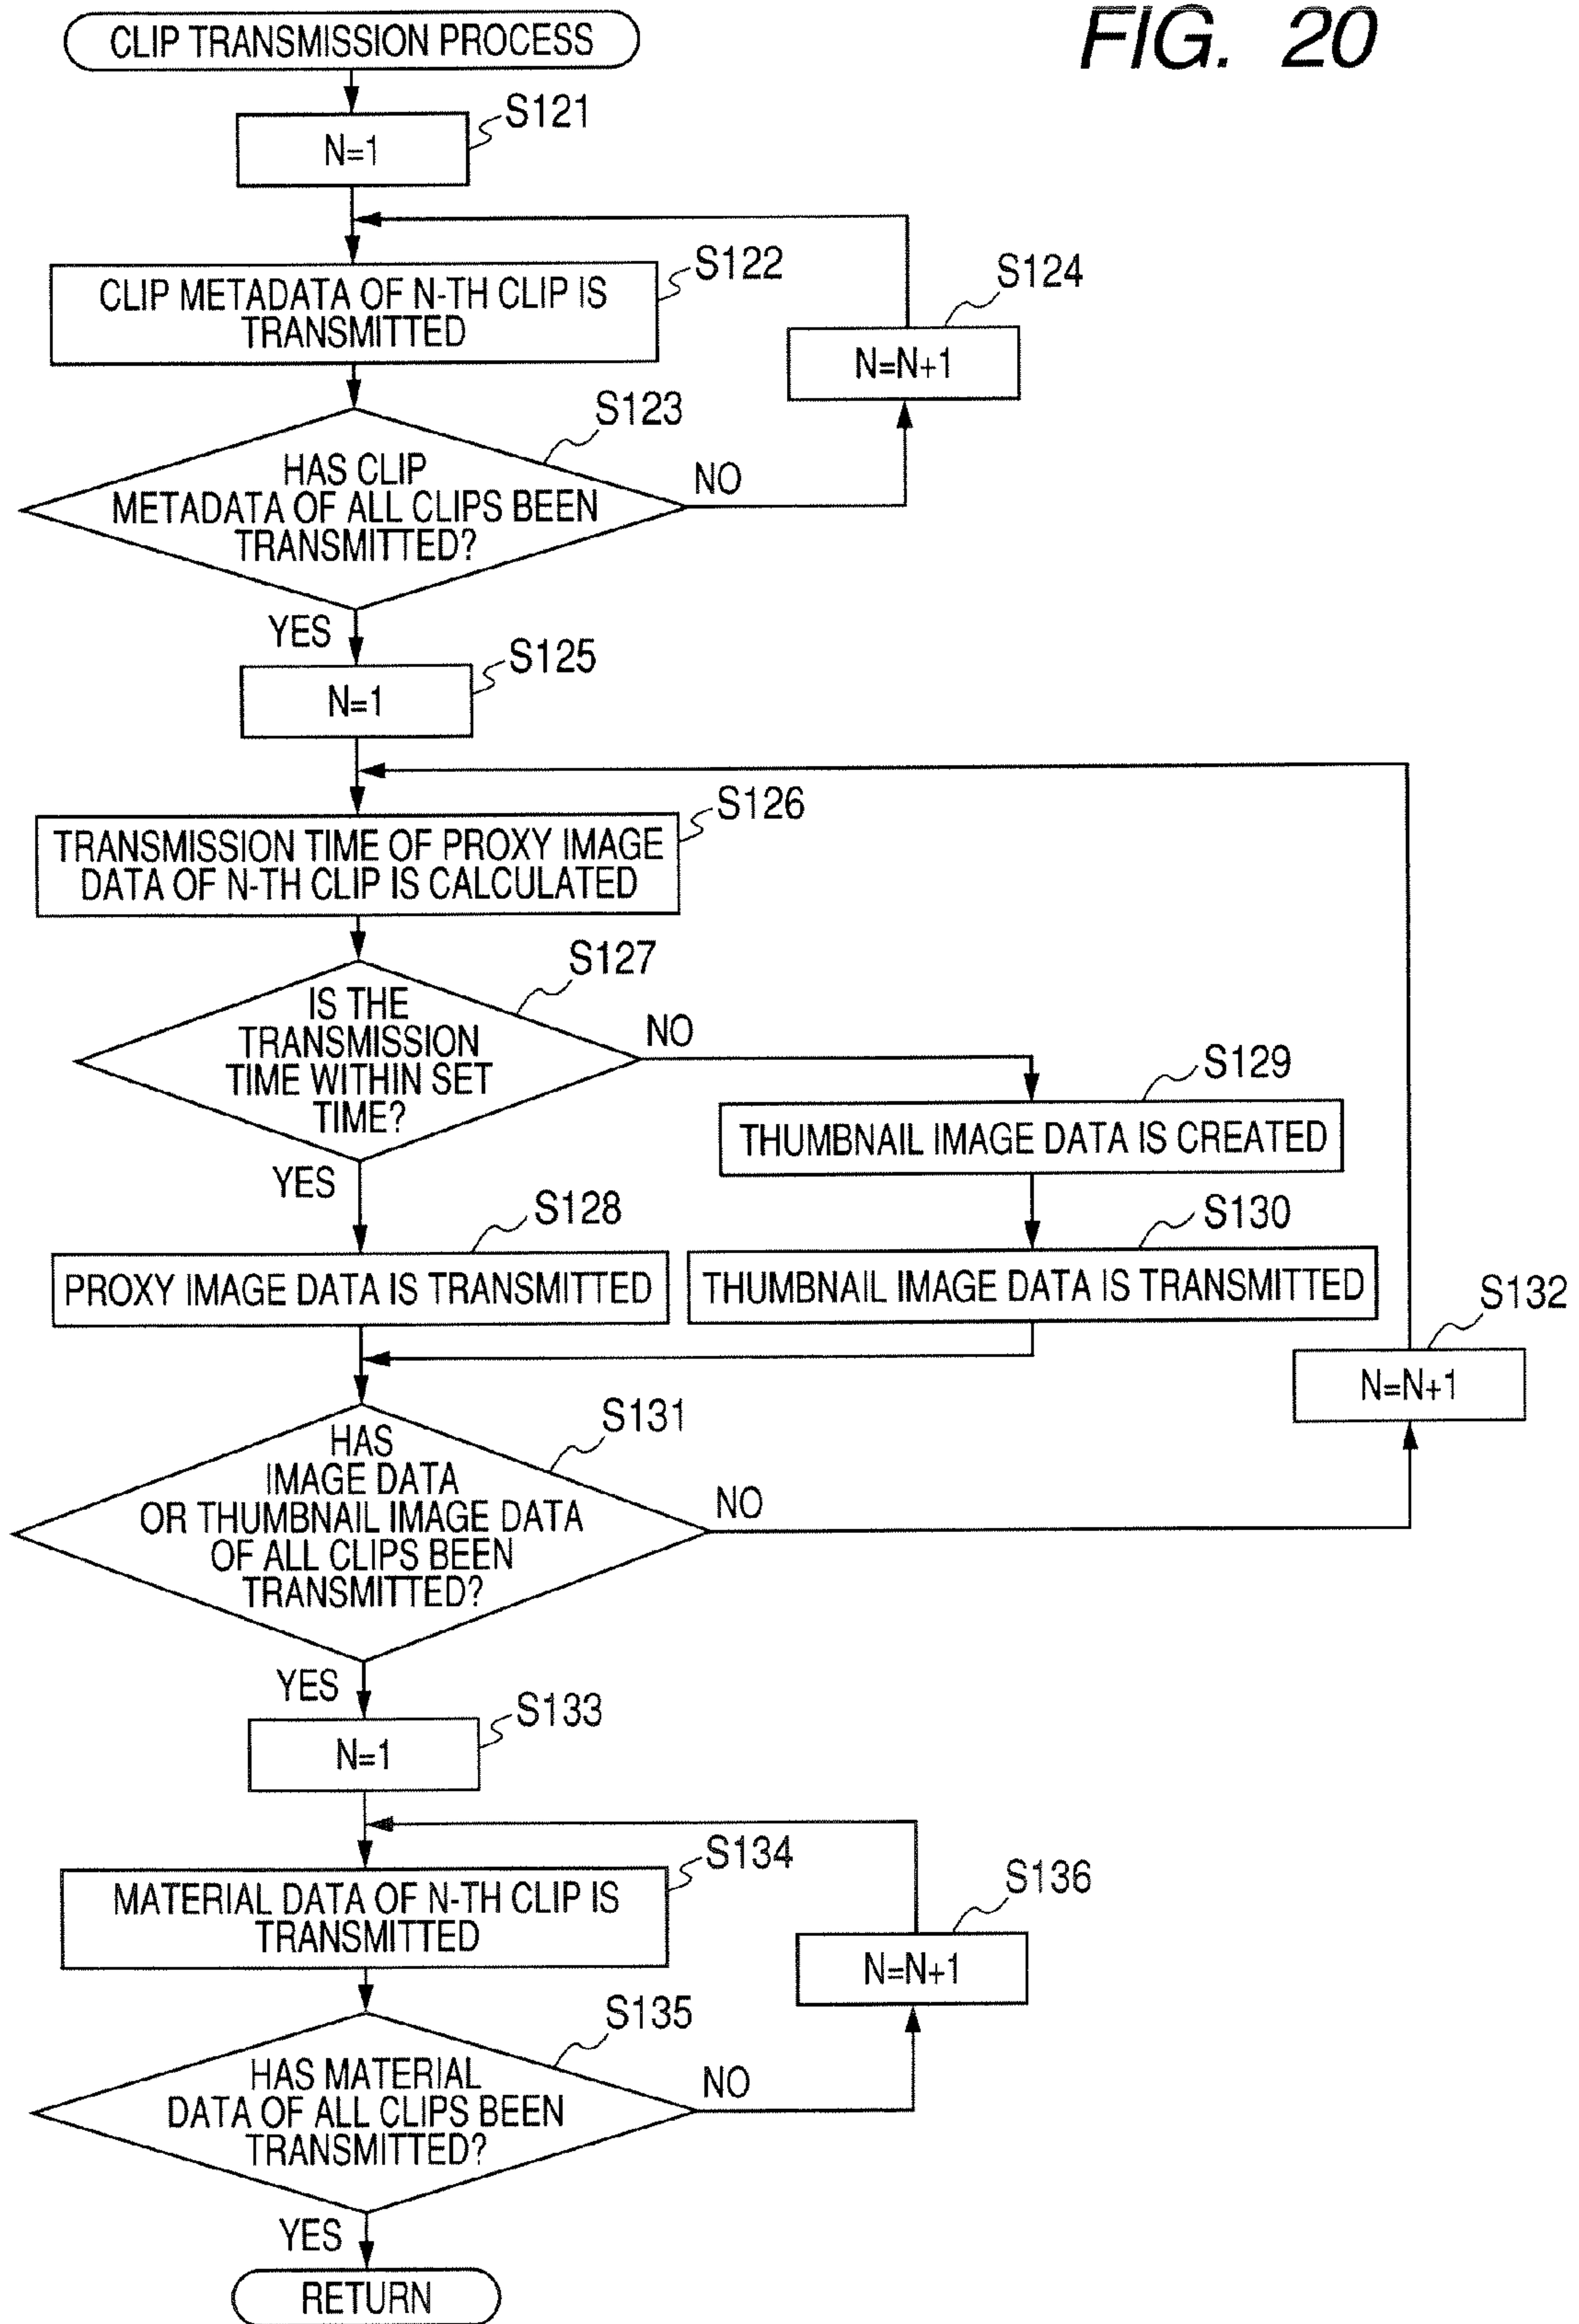 FIG. 20
CLIP TRANSMISSION PROCESS
S121
N=1
S122
CLIP METADATA OF N-TH CLIP IS
TRANSMITTED
S124
N=N+1
S123
HAS CLIP
METADATA OF ALL CLIPS BEEN
TRANSMITTED?
NO
YES
S125
N=1
S126
TRANSMISSION TIME OF PROXY IMAGE
DATA OF N-TH CLIP IS CALCULATED
S127
IS THE
TRANSMISSION
TIME WITHIN SET
TIME?
NO
YES
S129
THUMBNAIL IMAGE DATA IS CREATED
S128
PROXY IMAGE DATA IS TRANSMITTED
S130
THUMBNAIL IMAGE DATA IS TRANSMITTED
S132
N=N+1
S131
HAS
IMAGE DATA
OR THUMBNAIL IMAGE DATA
OF ALL CLIPS BEEN
TRANSMITTED?
NO
YES
S133
N=1
S134
MATERIAL DATA OF N-TH CLIP IS
TRANSMITTED
S136
N=N+1
S135
HAS MATERIAL
DATA OF ALL CLIPS BEEN
TRANSMITTED?
NO
YES
RETURN